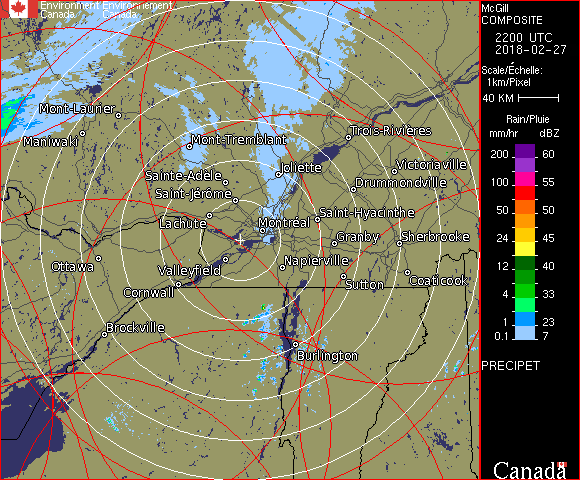 Environment Environnement
Canada Canada
McGill
COMPOSITE
2200 UTC
2018-02-27
Scale/Échelle:
1km/Pixel
40 KM
Rain/Pluie
mm/hr dBZ
200 60
100 55
50 50
24 45
12 40
4 33
1 23
0.1 7
PRECIPET
Canada
Mont-Laurier
Maniwaki
Mont-Tremblant
Trois-Rivières
Sainte-Adele
Joliette
Victoriaville
Saint-Jérôme
Drummondville
Lachute
Montréal
Saint-Hyacinthe
Granby
Sherbrooke
Ottawa
Valleyfield
Napierville
Cornwall
Sutton
Coaticook
Brockville
Burlington